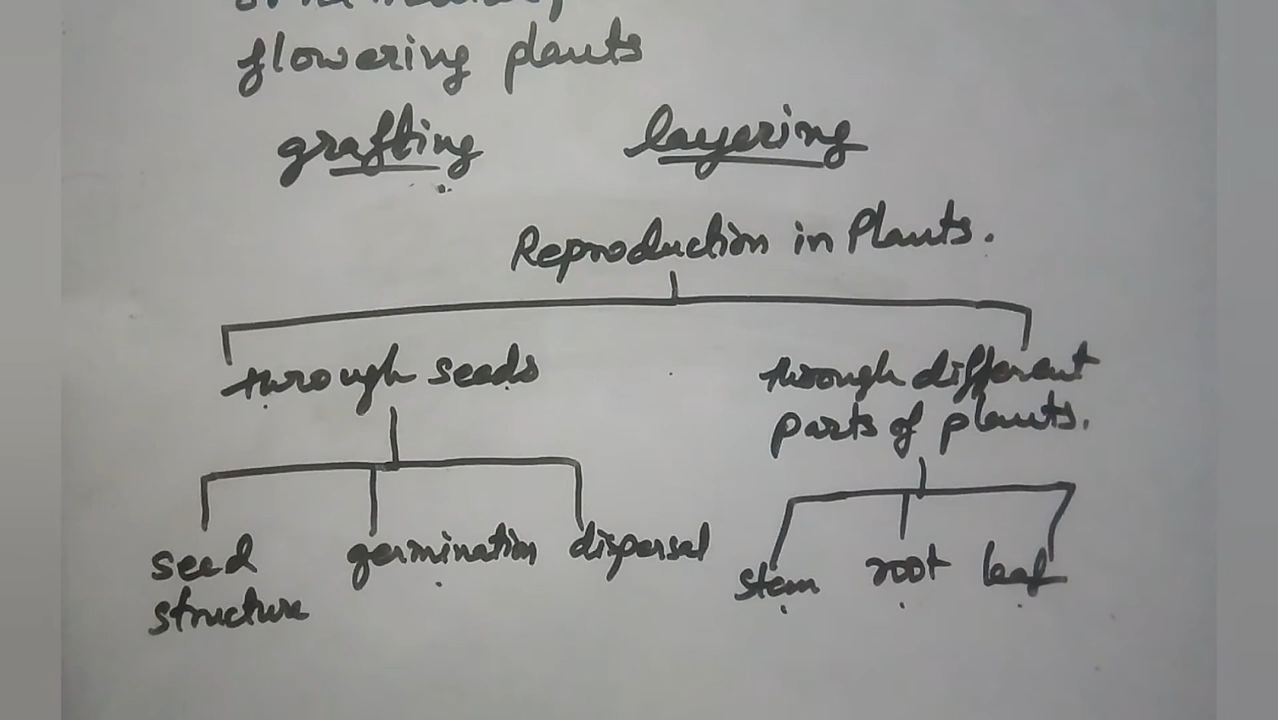 flowering plants
grafting layering
Reproduction in Plants.
through seeds through different
parts of plants.
seed germination dispersal
structure
stem root leaf